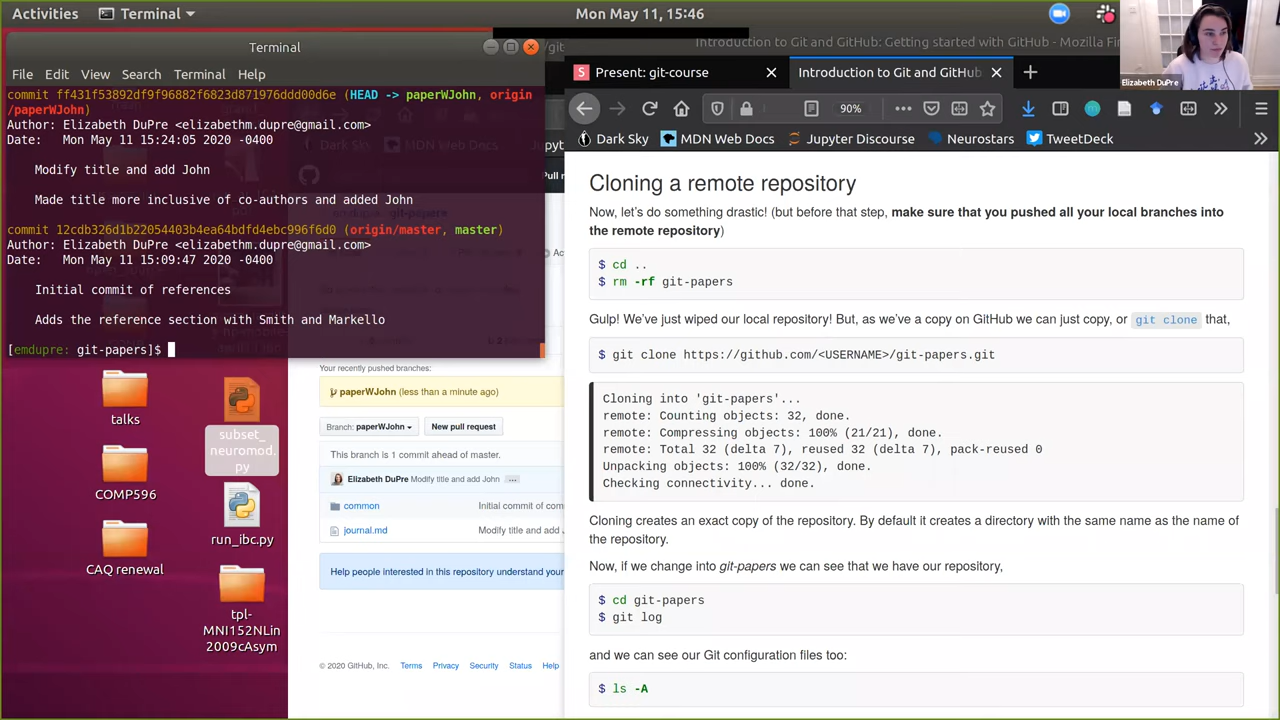 Activities
Terminal
Mon May 11, 15:46
Elizabeth DuPre
Terminal
File Edit View Search Terminal Help
commit ff431f53892df9f96882f6823d871976ddd00d6e (HEAD -> paperWJohn, origin
/paperWJohn)
Author: Elizabeth DuPre <elizabethm.dupre@gmail.com>
Date: Mon May 11 15:24:05 2020 -0400
Modify title and add John
Made title more inclusive of co-authors and added John
commit 12cdb326d1b22054403b4ea64bdfd4ebc996f6d0 (origin/master, master)
Author: Elizabeth DuPre <elizabethm.dupre@gmail.com>
Date: Mon May 11 15:09:47 2020 -0400
Initial commit of references
Adds the reference section with Smith and Markello
[emdupre: git-papers]$
talks
COMP596
CAQ renewal
subset_
neuromod.
py
run_ibc.py
tpl-
MNI152NLin
2009cAsym
Your recently pushed branches:
paperWJohn (less than a minute ago)
Branch: paperWJohn
New pull request
This branch is 1 commit ahead of master.
Elizabeth DuPre Modify title and add John ...
common Initial commit of com
journal.md Modify title and add J
Help people interested in this repository understand your
© 2020 GitHub, Inc. Terms Privacy Security Status Help
Introduction to Git and GitHub: Getting started with GitHub - Mozilla Fir
Present: git-course
Introduction to Git and GitHub
90%
Dark Sky MDN Web Docs Jupyter Discourse Neurostars TweetDeck
Cloning a remote repository
Now, let's do something drastic! (but before that step, make sure that you pushed all your local branches into
the remote repository)
$ cd ..
$ rm -rf git-papers
Gulp! We've just wiped our local repository! But, as we've a copy on GitHub we can just copy, or git clone that,
$ git clone https://github.com/<USERNAME>/git-papers.git
Cloning into 'git-papers'...
remote: Counting objects: 32, done.
remote: Compressing objects: 100% (21/21), done.
remote: Total 32 (delta 7), reused 32 (delta 7), pack-reused 0
Unpacking objects: 100% (32/32), done.
Checking connectivity... done.
Cloning creates an exact copy of the repository. By default it creates a directory with the same name as the name of
the repository.
Now, if we change into git-papers we can see that we have our repository,
$ cd git-papers
$ git log
and we can see our Git configuration files too:
$ ls -A